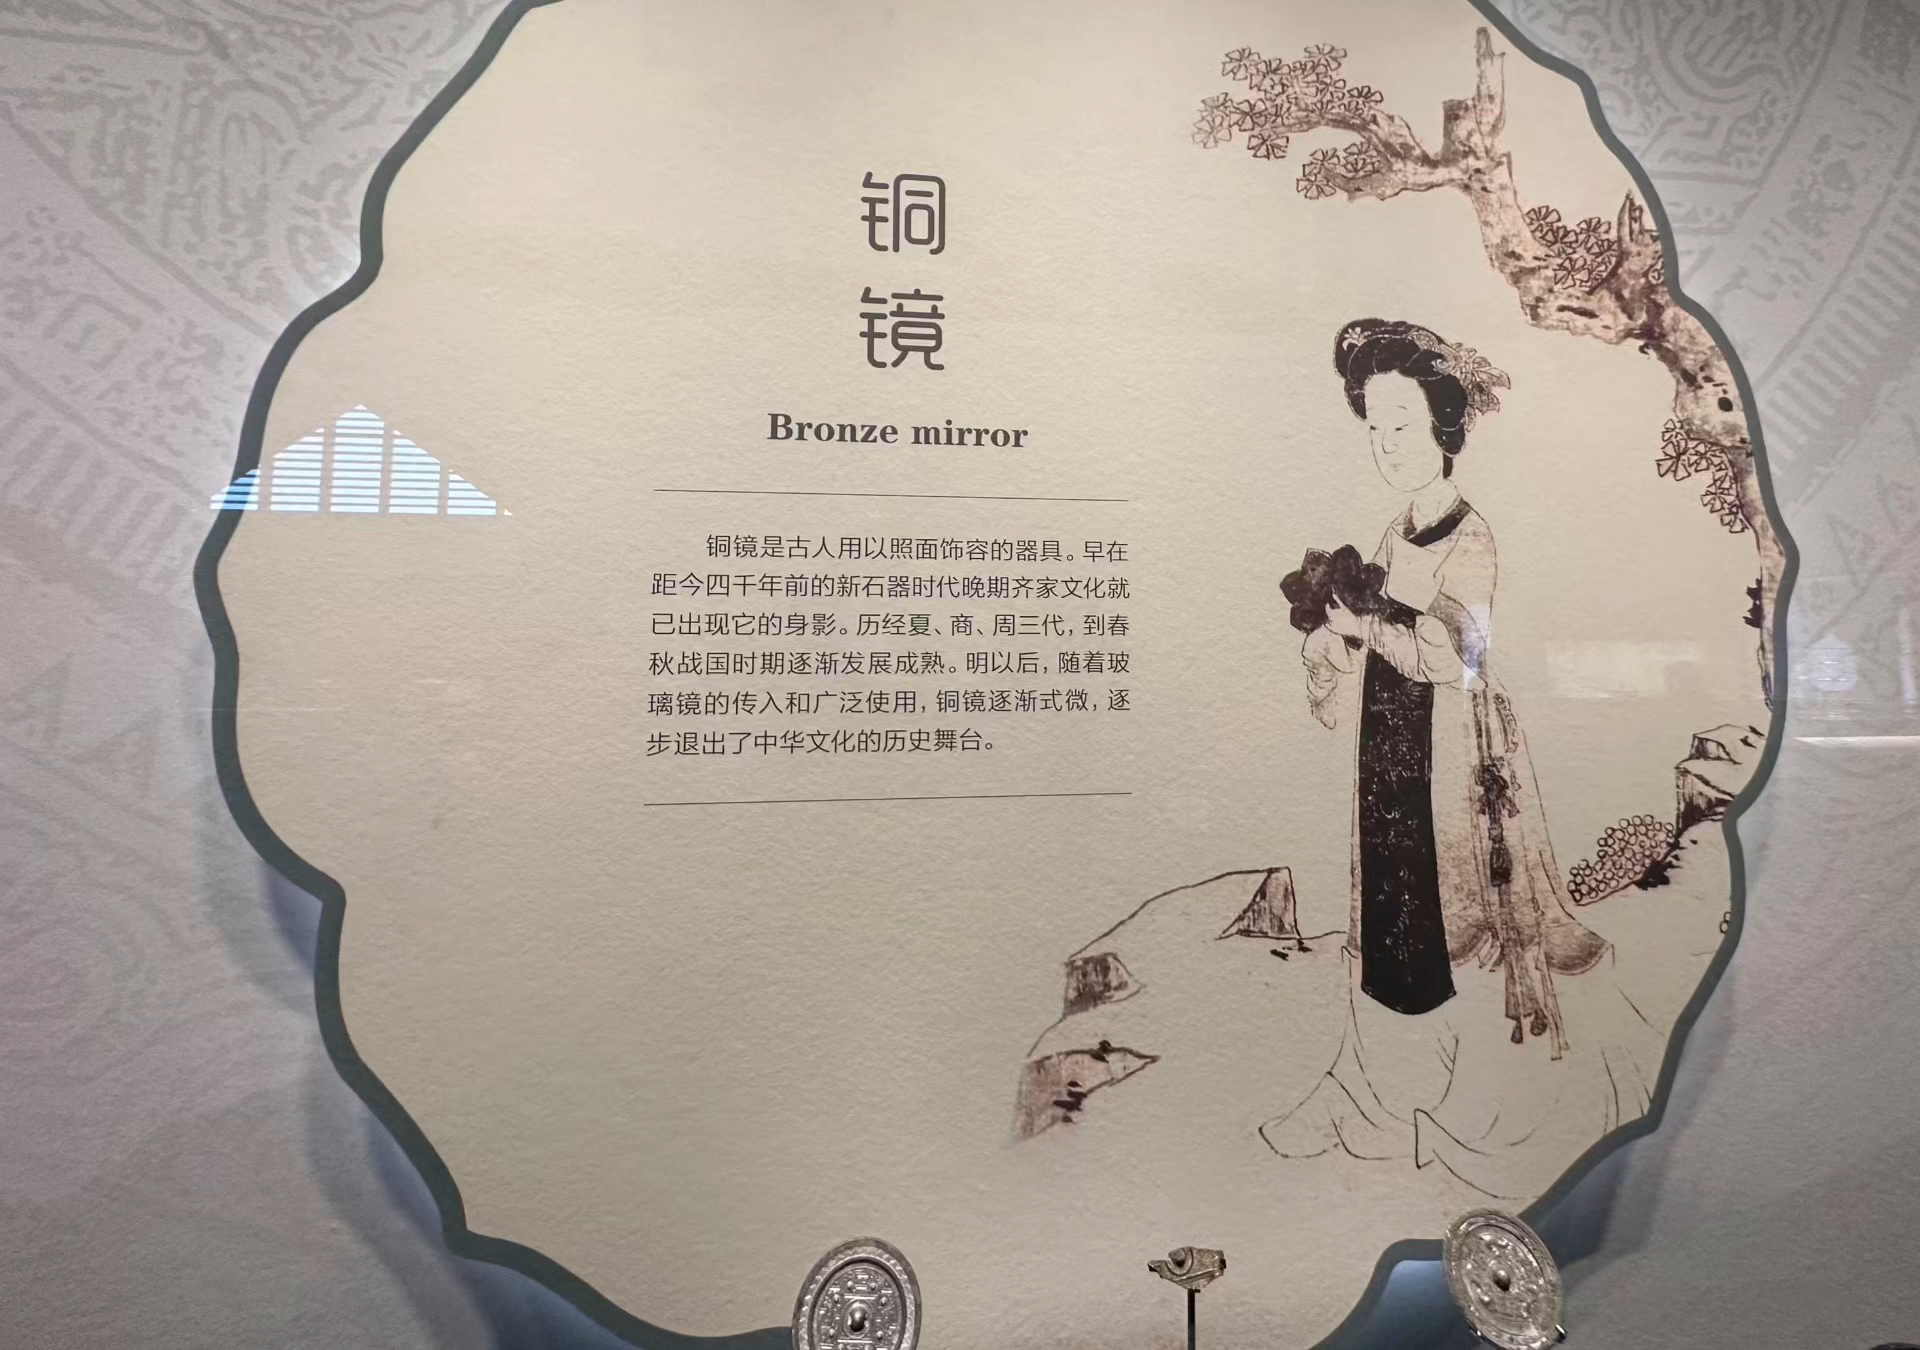 铜
镜
Bronze mirror
铜镜是古人用以照面饰容的器具。早在
距今四千年前的新石器时代晚期齐家文化就
已出现它的身影。历经夏、商、周三代，到春
秋战国时期逐渐发展成熟。明以后，随着玻
璃镜的传入和广泛使用，铜镜逐渐式微，逐
步退出了中华文化的历史舞台。